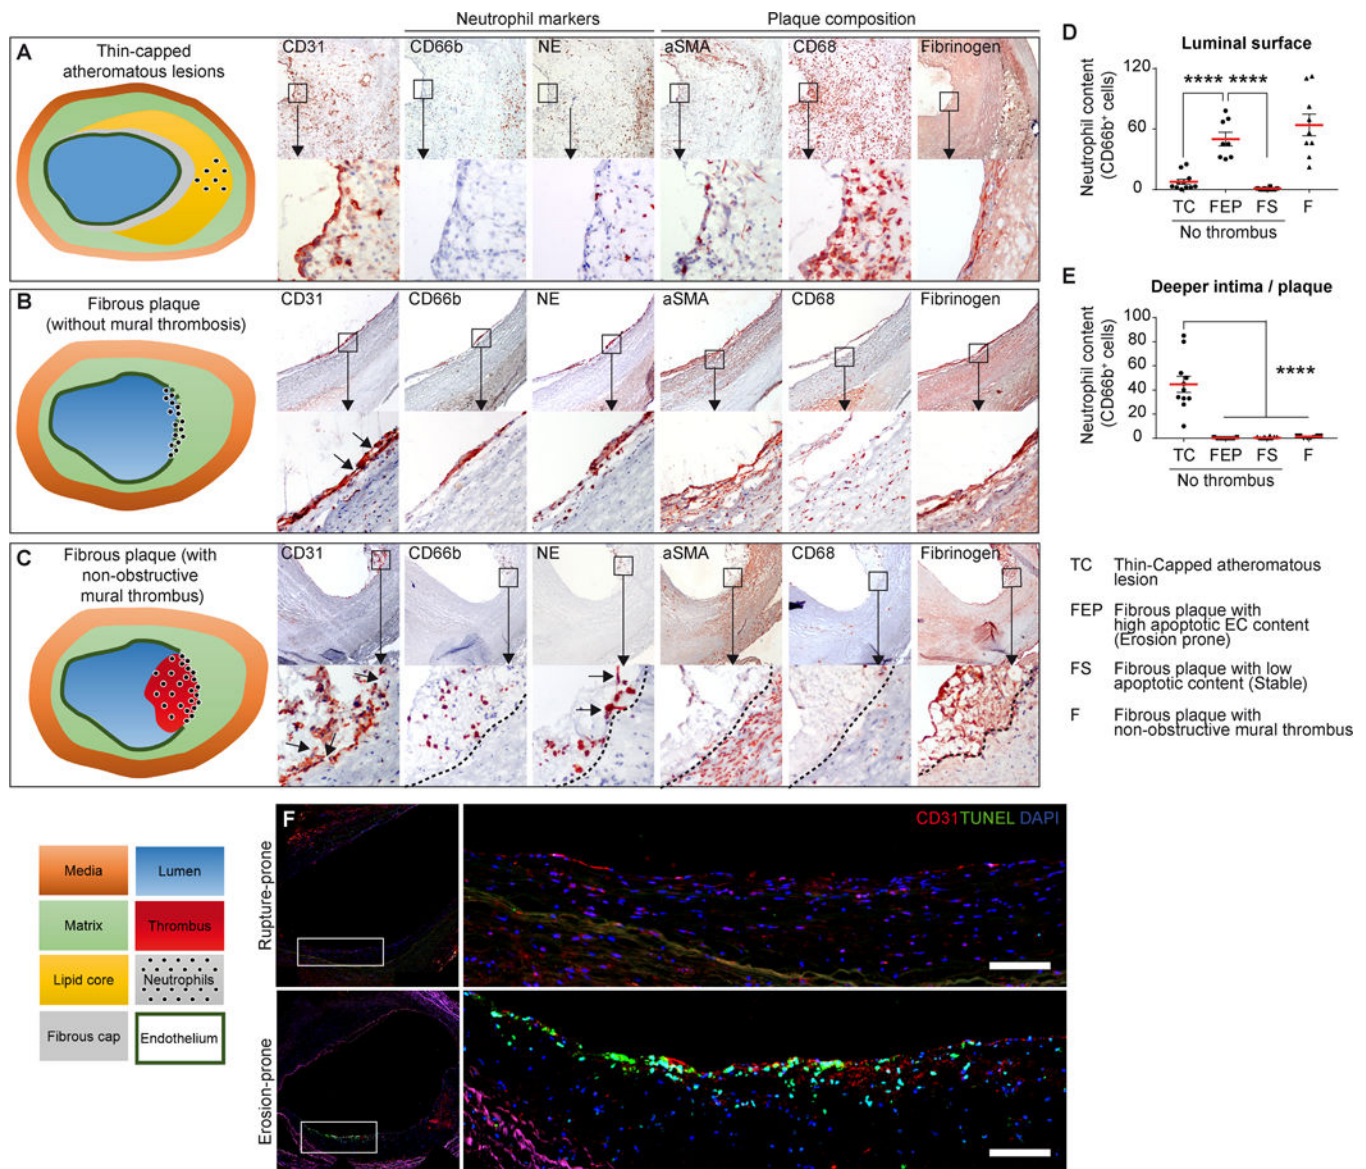 Neutrophil markers
Plaque composition
A
Thin-capped
atheromatous lesions
CD31
CD66b
NE
aSMA
CD68
Fibrinogen
B
Fibrous plaque
(without mural thrombosis)
CD31
CD66b
NE
aSMA
CD68
Fibrinogen
C
Fibrous plaque (with
non-obstructive
mural thrombus)
CD31
CD66b
NE
aSMA
CD68
Fibrinogen
D
Luminal surface
Neutrophil content
(CD66b+ cells)
120
60
0
**** ****
TC FEP FS F
No thrombus
E
Deeper intima / plaque
Neutrophil content
(CD66b+ cells)
100
80
60
40
20
0
****
TC FEP FS F
No thrombus
TC Thin-Capped atheromatous
lesion
FEP Fibrous plaque with
high apoptotic EC content
(Erosion prone)
FS Fibrous plaque with low
apoptotic content (Stable)
F Fibrous plaque with
non-obstructive mural thrombus
Media
Lumen
Matrix
Thrombus
Lipid core
Neutrophils
Fibrous cap
Endothelium
F
CD31TUNEL DAPI
Rupture-prone
Erosion-prone